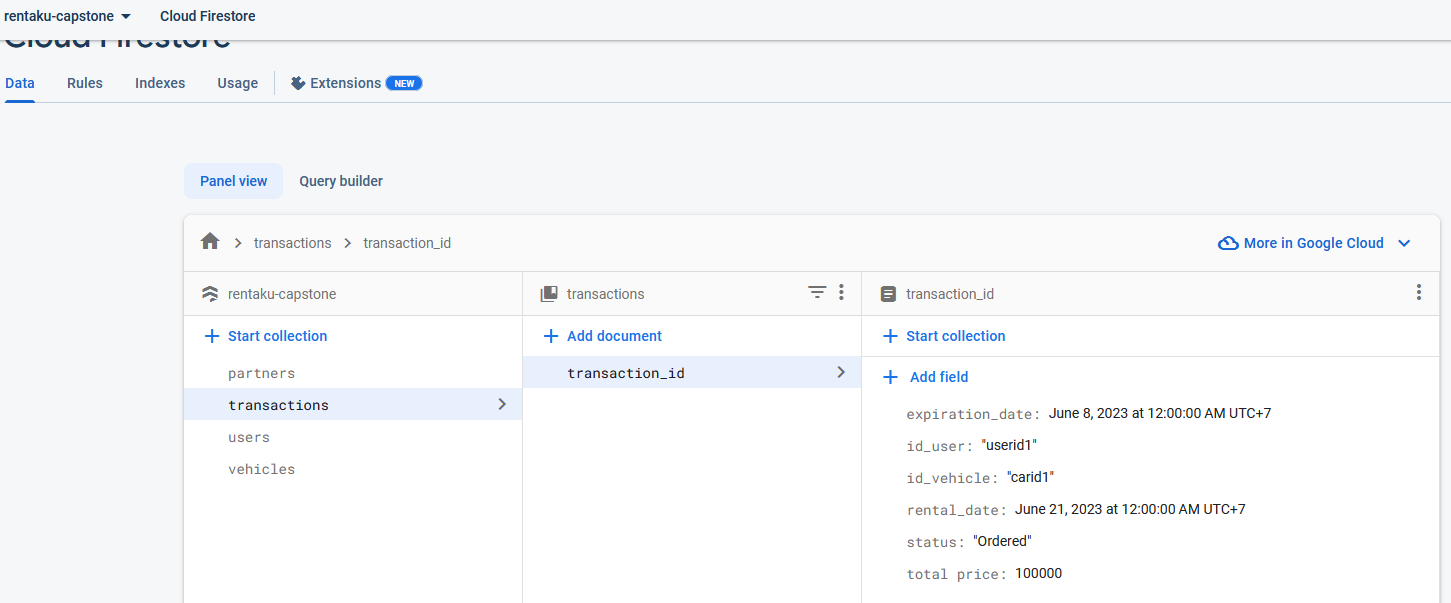 rentaku-capstone Cloud Firestore
Cloud Firestore
Data Rules Indexes Usage Extensions NEW
Panel view Query builder
transactions transaction_id More in Google Cloud
rentaku-capstone
transactions
transaction_id
Start collection
partners
transactions
users
vehicles
Add document
transaction_id
Start collection
Add field
expiration_date: June 8, 2023 at 12:00:00 AM UTC+7
id_user: "userid1"
id_vehicle: "carid1"
rental_date: June 21, 2023 at 12:00:00 AM UTC+7
status: "Ordered"
total price: 100000